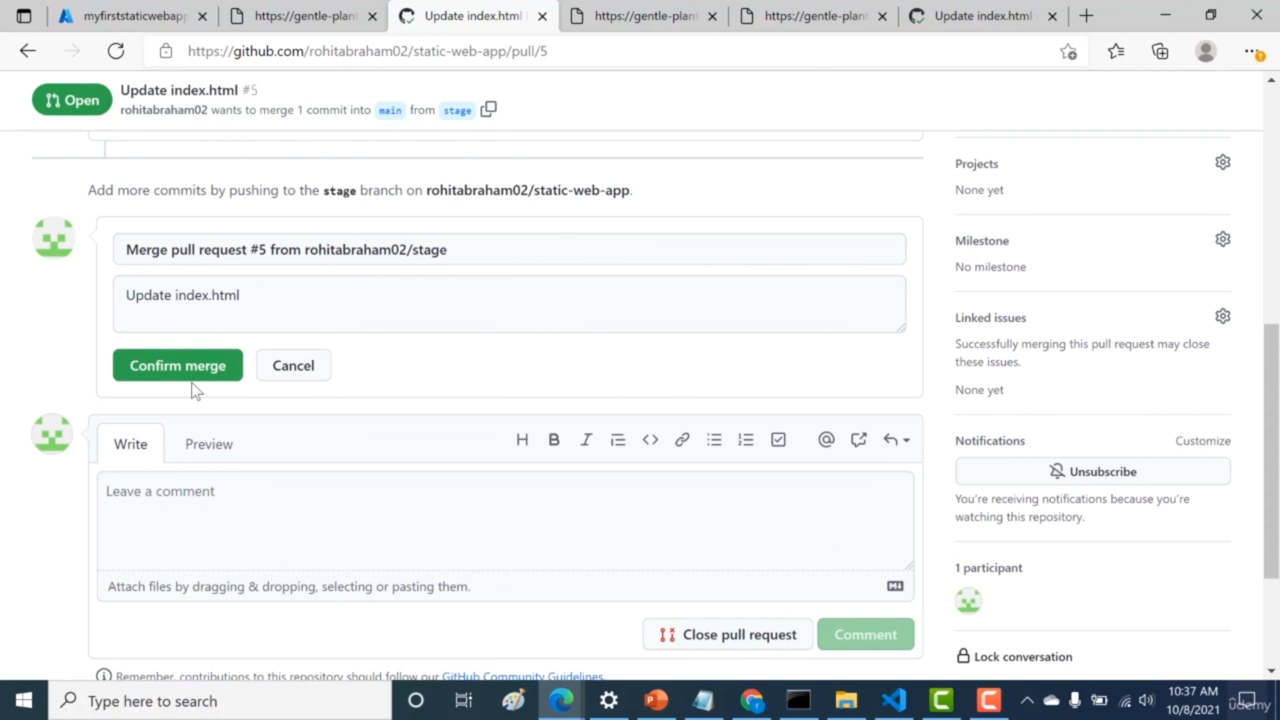 myfirststaticwebapp
https://gentle-plant
Update index.html
https://gentle-plant
https://gentle-plant
Update index.html
https://github.com/rohitabraham02/static-web-app/pull/5
Open
Update index.html #5
rohitabraham02 wants to merge 1 commit into main from stage
Projects
None yet
Add more commits by pushing to the stage branch on rohitabraham02/static-web-app.
Merge pull request #5 from rohitabraham02/stage
Milestone
No milestone
Update index.html
Linked issues
Successfully merging this pull request may close
these issues.
None yet
Confirm merge
Cancel
Write
Preview
Notifications
Customize
Unsubscribe
You're receiving notifications because you're
watching this repository.
Leave a comment
Attach files by dragging & dropping, selecting or pasting them.
1 participant
Close pull request
Comment
Lock conversation
Remember, contributions to this repository should follow our GitHub Community Guidelines.
Type here to search
10:37 AM
10/8/2021
udemy